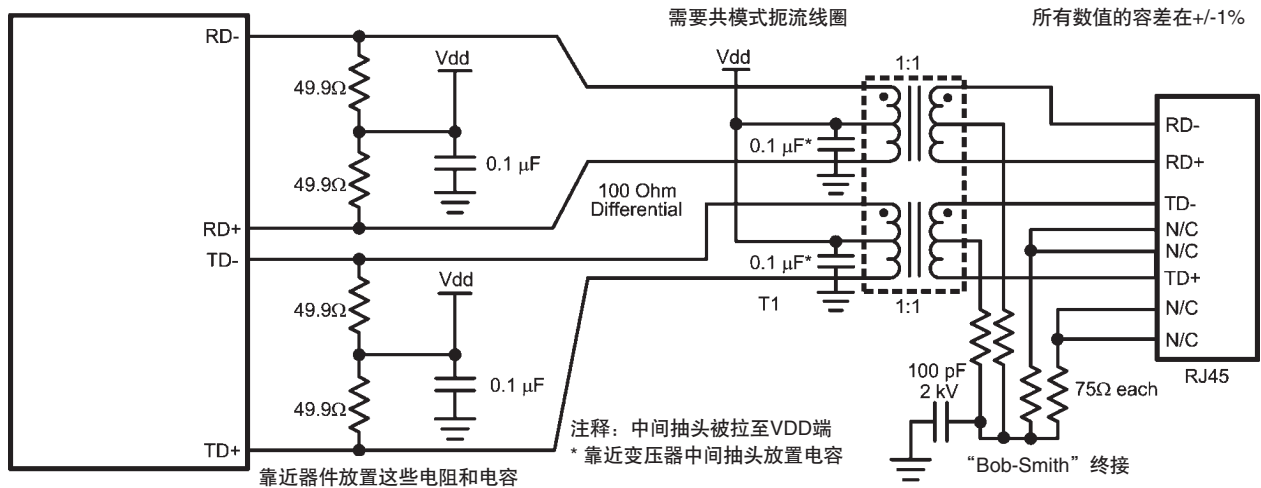 需要共模式扼流线圈
所有数值的容差在+/-1%
RD-
49.9Ω
Vdd
0.1 μF
49.9Ω
RD+
Vdd
1:1
0.1 μF*
100 Ohm
Differential
RD-
RD+
TD-
N/C
N/C
TD+
N/C
N/C
RJ45
TD-
49.9Ω
Vdd
0.1 μF
49.9Ω
TD+
0.1 μF*
T1
1:1
100 pF
2 kV
75Ω each
注释：中间抽头被拉至VDD端
* 靠近变压器中间抽头放置电容
“Bob-Smith”终接
靠近器件放置这些电阻和电容